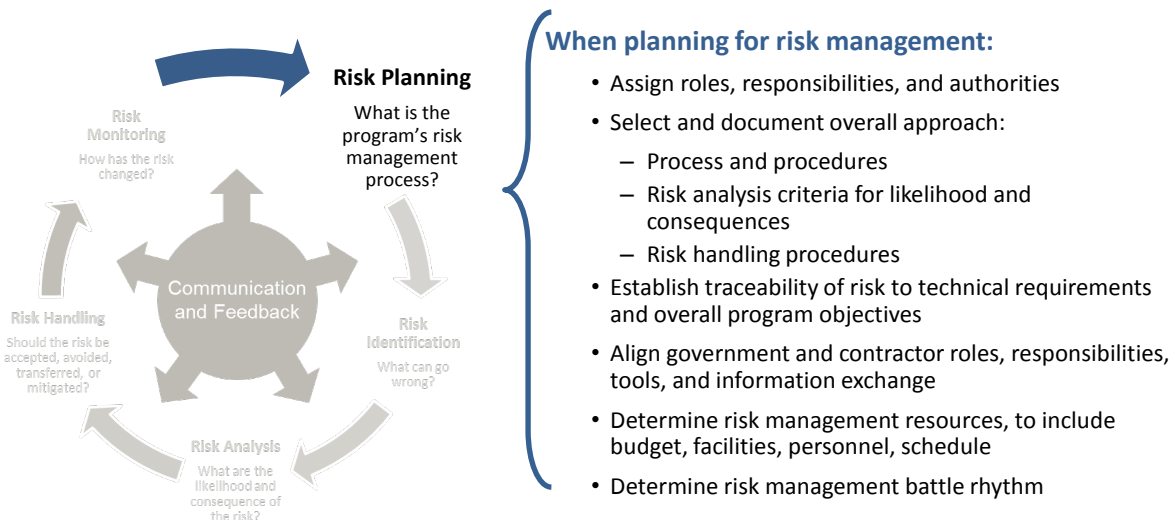 When planning for risk management:
Risk Planning
What is the
program’s risk
management
process?
Risk
Monitoring
How has the risk
changed?
Communication
and Feedback
Risk Handling
Should the risk be
accepted, avoided,
transferred, or
mitigated?
Risk
Identification
What can go
wrong?
Risk Analysis
What are the
likelihood and
consequence of
the risk?
• Assign roles, responsibilities, and authorities
• Select and document overall approach:
– Process and procedures
– Risk analysis criteria for likelihood and
consequences
– Risk handling procedures
• Establish traceability of risk to technical requirements
and overall program objectives
• Align government and contractor roles, responsibilities,
tools, and information exchange
• Determine risk management resources, to include
budget, facilities, personnel, schedule
• Determine risk management battle rhythm